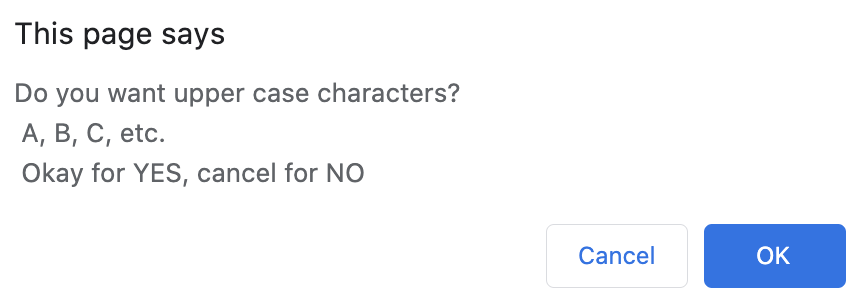 This page says
Do you want upper case characters?
A, B, C, etc.
Okay for YES, cancel for NO
Cancel OK